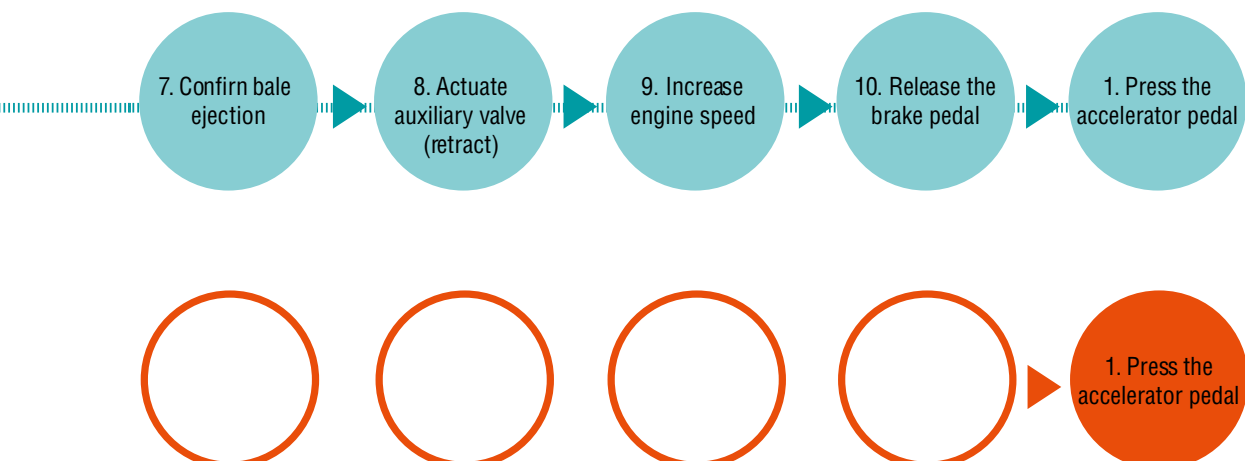 7. Confirn bale
ejection
8. Actuate
auxiliary valve
(retract)
9. Increase
engine speed
10. Release the
brake pedal
1. Press the
accelerator pedal
1. Press the
accelerator pedal